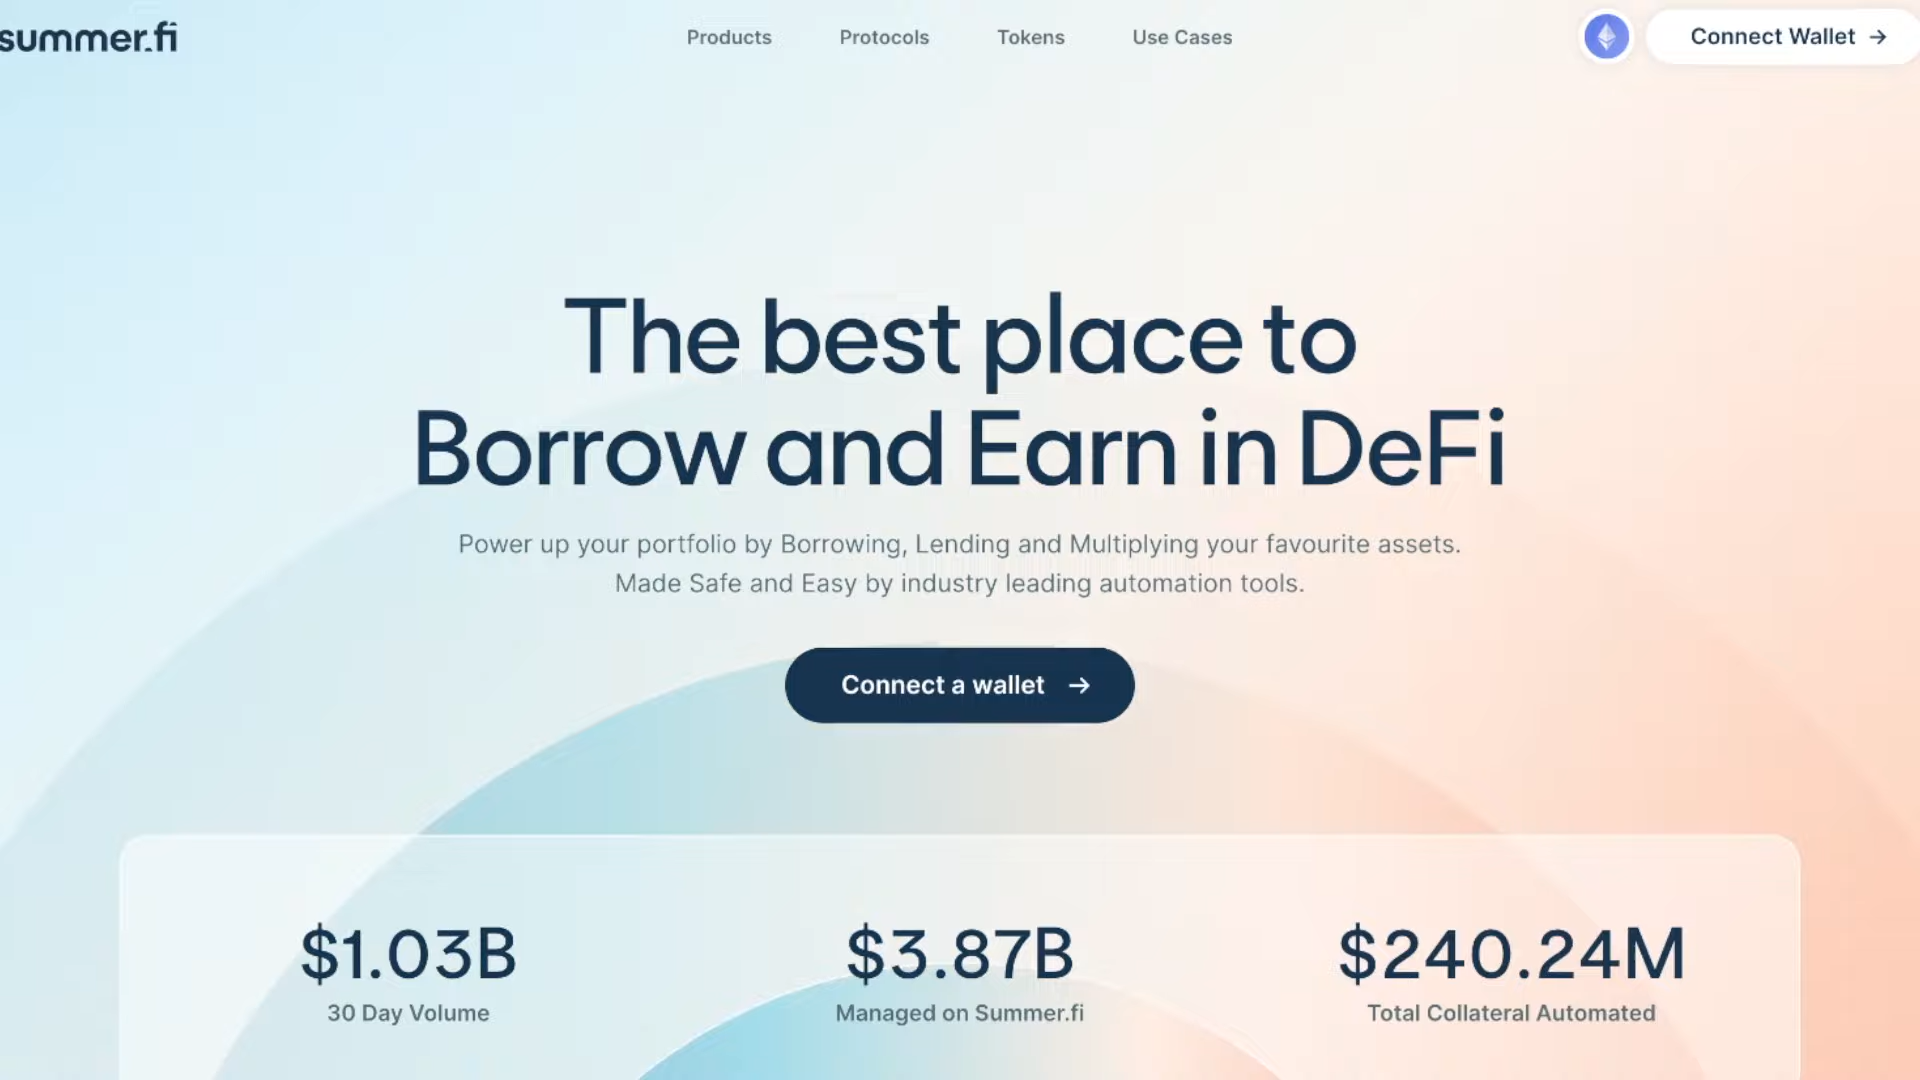 summer.fi
Products
Protocols
Tokens
Use Cases
Connect Wallet →
The best place to
Borrow and Earn in DeFi
Power up your portfolio by Borrowing, Lending and Multiplying your favourite assets.
Made Safe and Easy by industry leading automation tools.
Connect a wallet →
$1.03B
30 Day Volume
$3.87B
Managed on Summer.fi
$240.24M
Total Collateral Automated